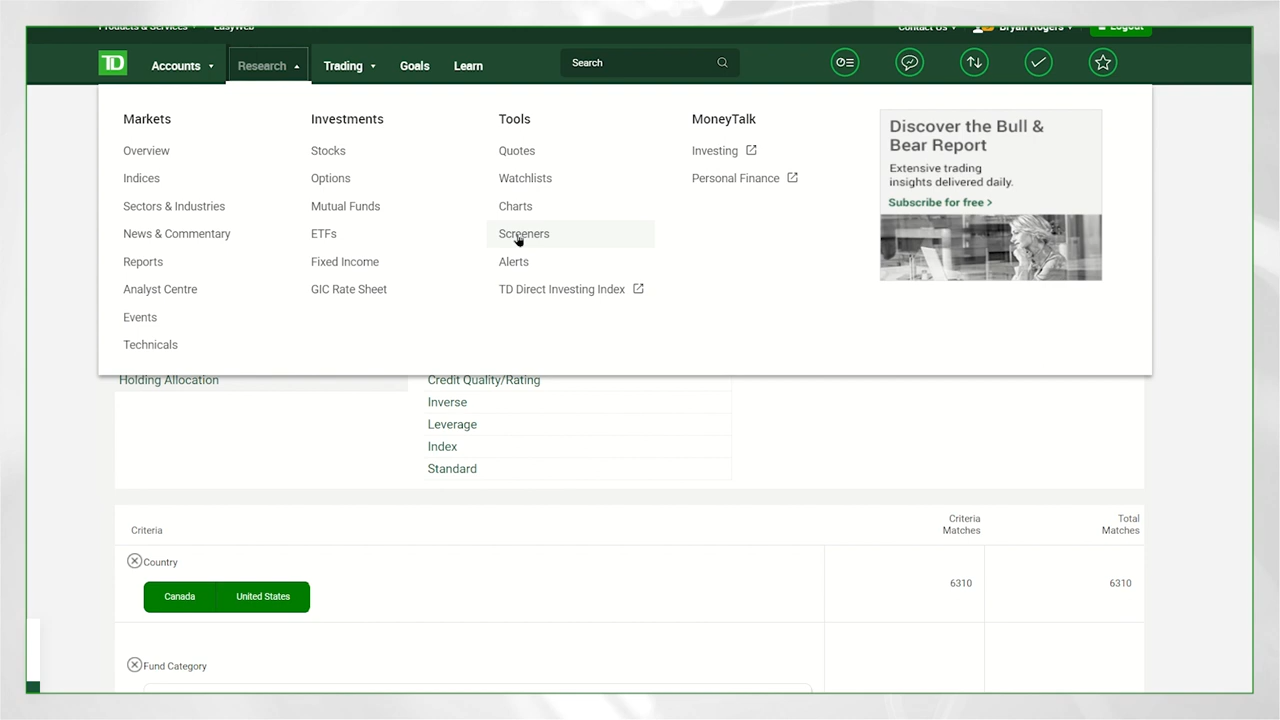 Products & Services
EasyWeb
Contact Us
Bryan Rogers
Logout
TD
Accounts
Research
Trading
Goals
Learn
Search
Markets
Overview
Indices
Sectors & Industries
News & Commentary
Reports
Analyst Centre
Events
Technicals
Investments
Stocks
Options
Mutual Funds
ETFs
Fixed Income
GIC Rate Sheet
Tools
Quotes
Watchlists
Charts
Screeners
Alerts
TD Direct Investing Index
MoneyTalk
Investing
Personal Finance
Discover the Bull &
Bear Report
Extensive trading
insights delivered daily.
Subscribe for free >
Holding Allocation
Credit Quality/Rating
Inverse
Leverage
Index
Standard
Criteria
Criteria
Matches
Total
Matches
Country
Canada
United States
6310
6310
Fund Category